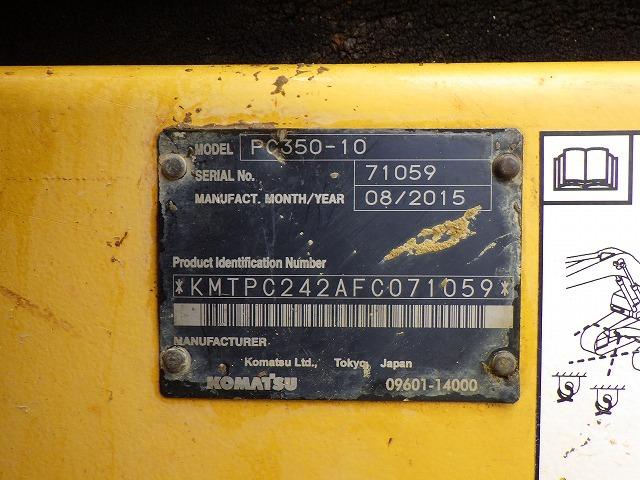 MODEL PC350-10
SERIAL No. 71059
MANUFACT. MONTH/YEAR 08/2015
Product Identification Number
*KMTPC242AFC071059*
MANUFACTURER
Komatsu Ltd., Tokyo, Japan
KOMATSU 09601-14000